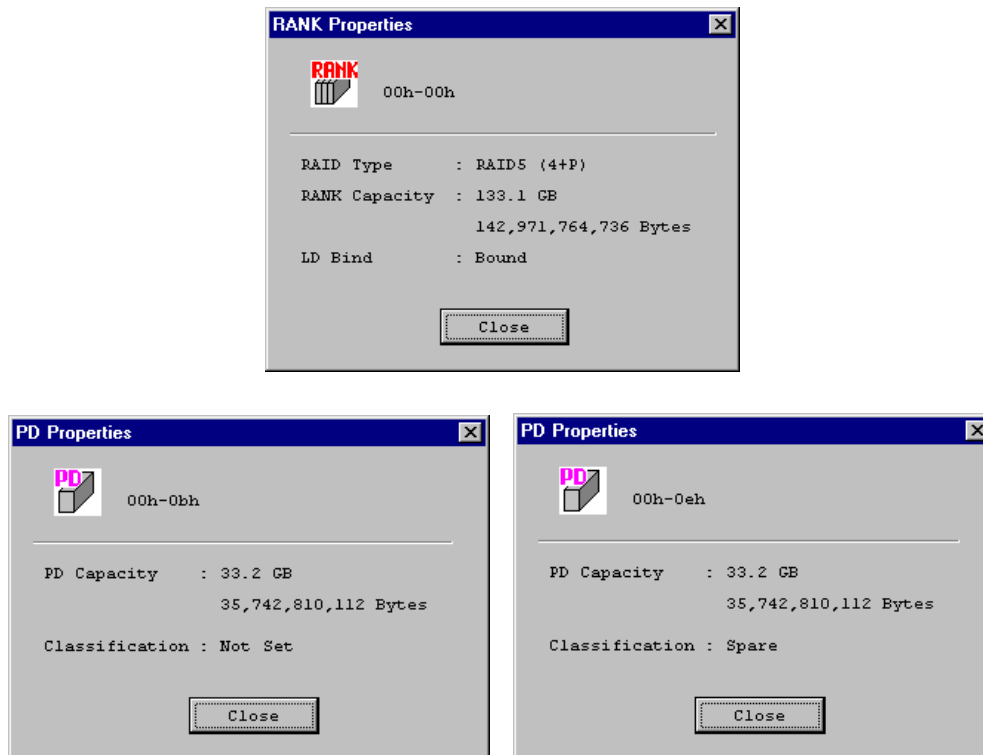 RANK Properties
RANK
00h-00h
RAID Type : RAID5 (4+P)
RANK Capacity : 133.1 GB
142,971,764,736 Bytes
LD Bind : Bound
Close
PD Properties
PD
00h-0bh
PD Capacity : 33.2 GB
35,742,810,112 Bytes
Classification : Not Set
Close
PD Properties
PD
00h-0eh
PD Capacity : 33.2 GB
35,742,810,112 Bytes
Classification : Spare
Close